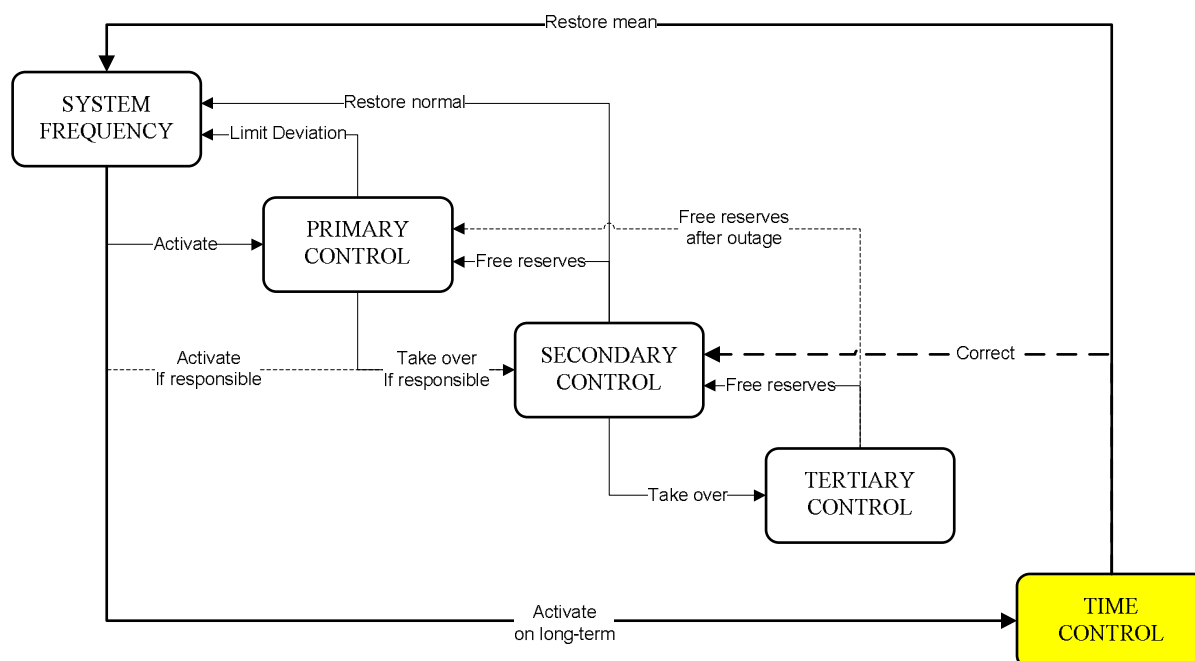 Restore mean
SYSTEM
FREQUENCY
Restore normal
Limit Deviation
PRIMARY
CONTROL
Free reserves
after outage
Activate
Free reserves
Activate
If responsible
Take over
If responsible
SECONDARY
CONTROL
Correct
Free reserves
TERTIARY
CONTROL
Take over
Activate
on long-term
TIME
CONTROL